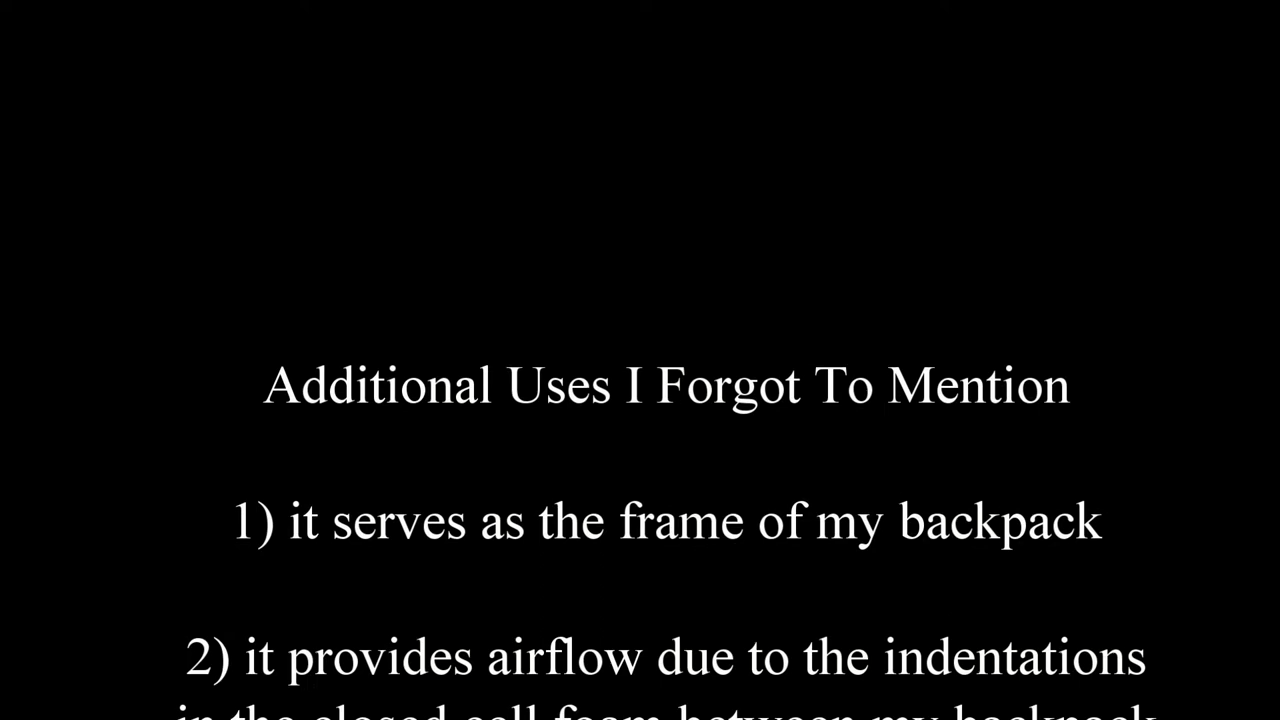 Additional Uses I Forgot To Mention
1) it serves as the frame of my backpack
2) it provides airflow due to the indentations
in the closed cell foam between my backpack